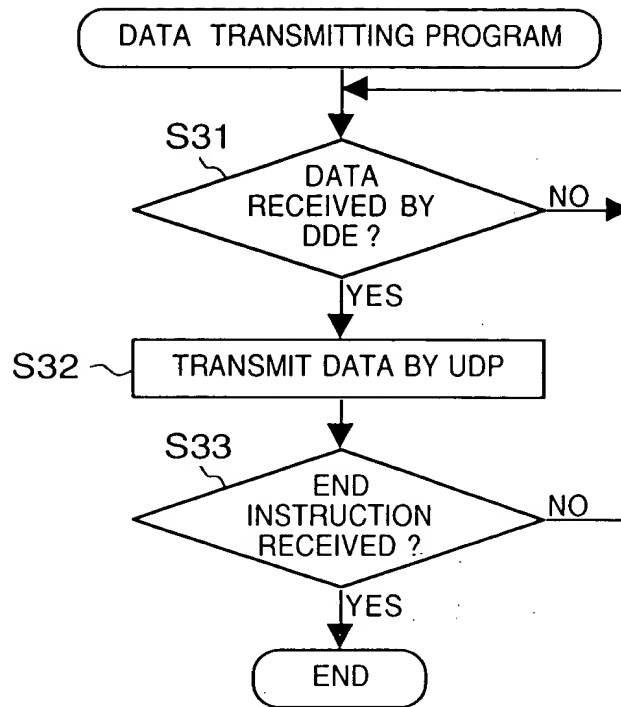 DATA TRANSMITTING PROGRAM
S31
DATA
RECEIVED BY
DDE ?
NO
YES
S32
TRANSMIT DATA BY UDP
S33
END
INSTRUCTION
RECEIVED ?
NO
YES
END